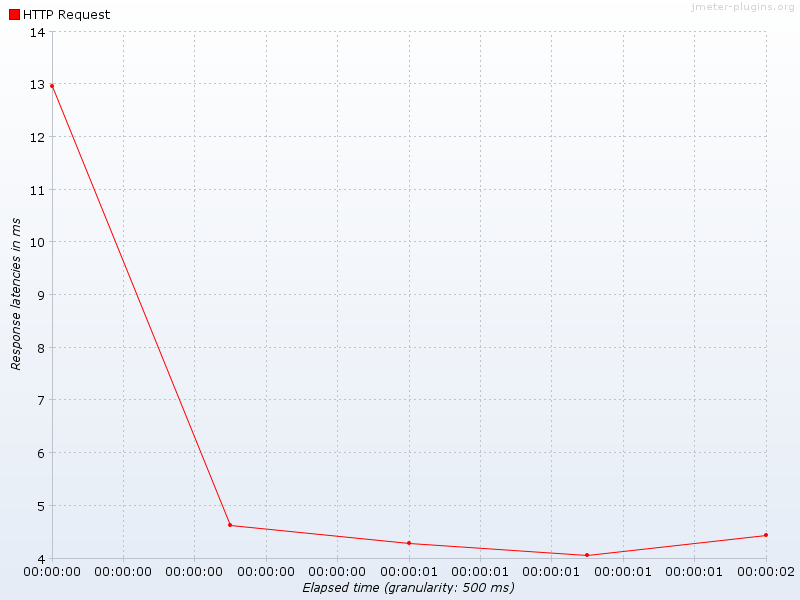 jmeter-plugins.org
HTTP Request
14
13
12
11
10
9
8
7
6
5
4
Response latencies in ms
00:00:00 00:00:00 00:00:00 00:00:00 00:00:00 00:00:01 00:00:01 00:00:01 00:00:01 00:00:01 00:00:02
Elapsed time (granularity: 500 ms)